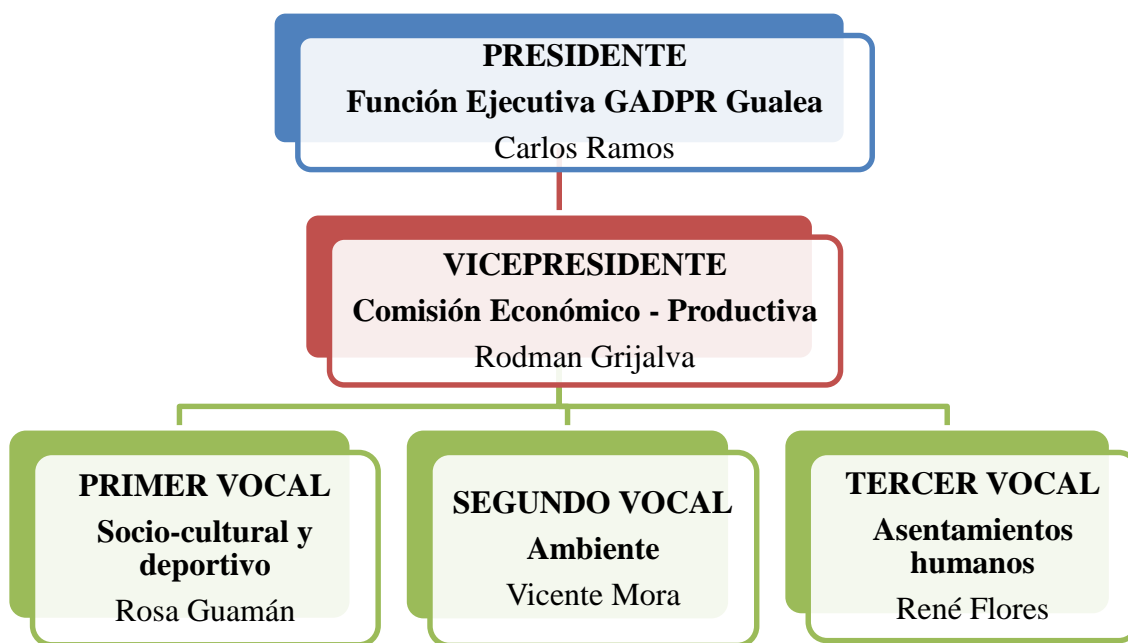 PRESIDENTE
Función Ejecutiva GADPR Gualea
Carlos Ramos
VICEPRESIDENTE
Comisión Económico - Productiva
Rodman Grijalva
PRIMER VOCAL
Socio-cultural y
deportivo
Rosa Guamán
SEGUNDO VOCAL
Ambiente
Vicente Mora
TERCER VOCAL
Asentamientos
humanos
René Flores